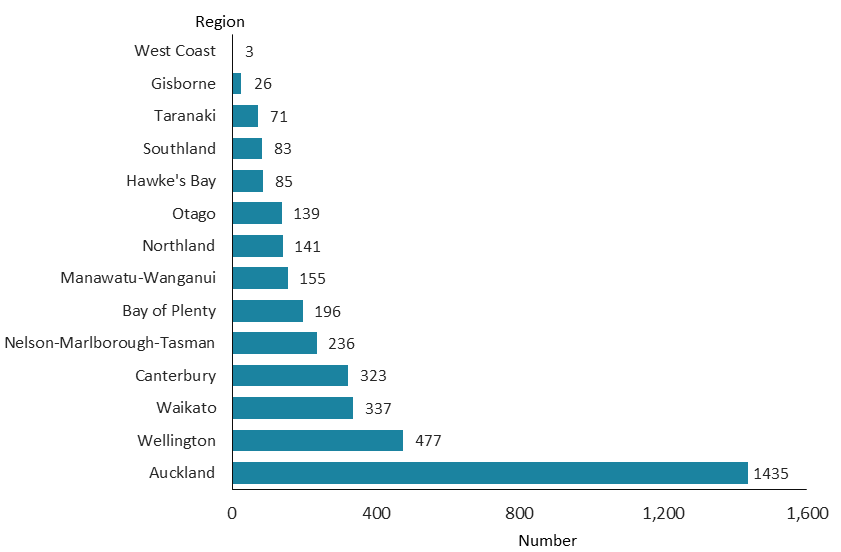 Region
West Coast 3
Gisborne 26
Taranaki 71
Southland 83
Hawke's Bay 85
Otago 139
Northland 141
Manawatu-Wanganui 155
Bay of Plenty 196
Nelson-Marlborough-Tasman 236
Canterbury 323
Waikato 337
Wellington 477
Auckland 1435
0 400 800 1,200 1,600
Number